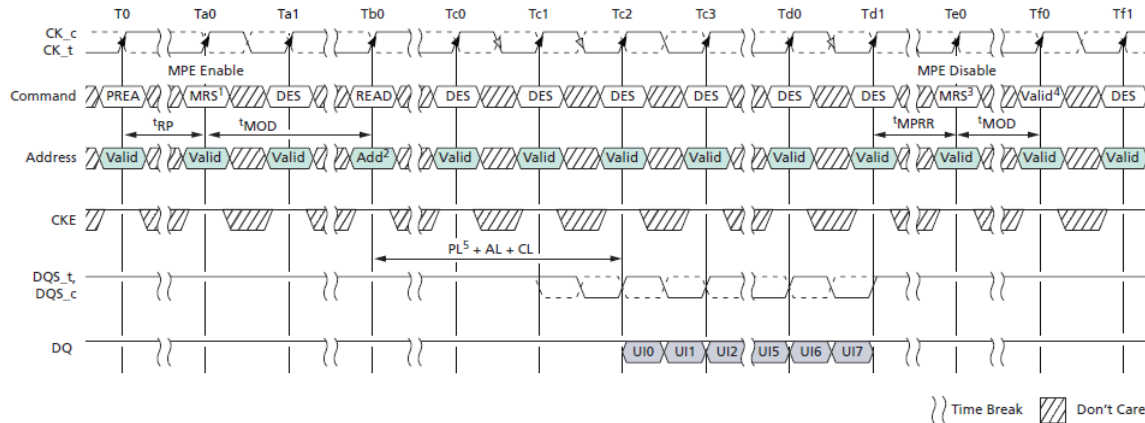 T0 Ta0 Ta1 Tb0 Tc0 Tc1 Tc2 Tc3 Td0 Td1 Te0 Tf0 Tf1
CK_c
CK_t
MPE Enable MPE Disable
Command PREA MRS¹ DES READ DES DES DES DES DES DES MRS³ Valid⁴ DES
tRP tMOD tMPRR tMOD
Address Valid Valid Valid Add² Valid Valid Valid Valid Valid Valid Valid Valid Valid
CKE
PL⁵ + AL + CL
DQS_t,
DQS_c
DQ UI0 UI1 UI2 UI5 UI6 UI7
Time Break Don't Care